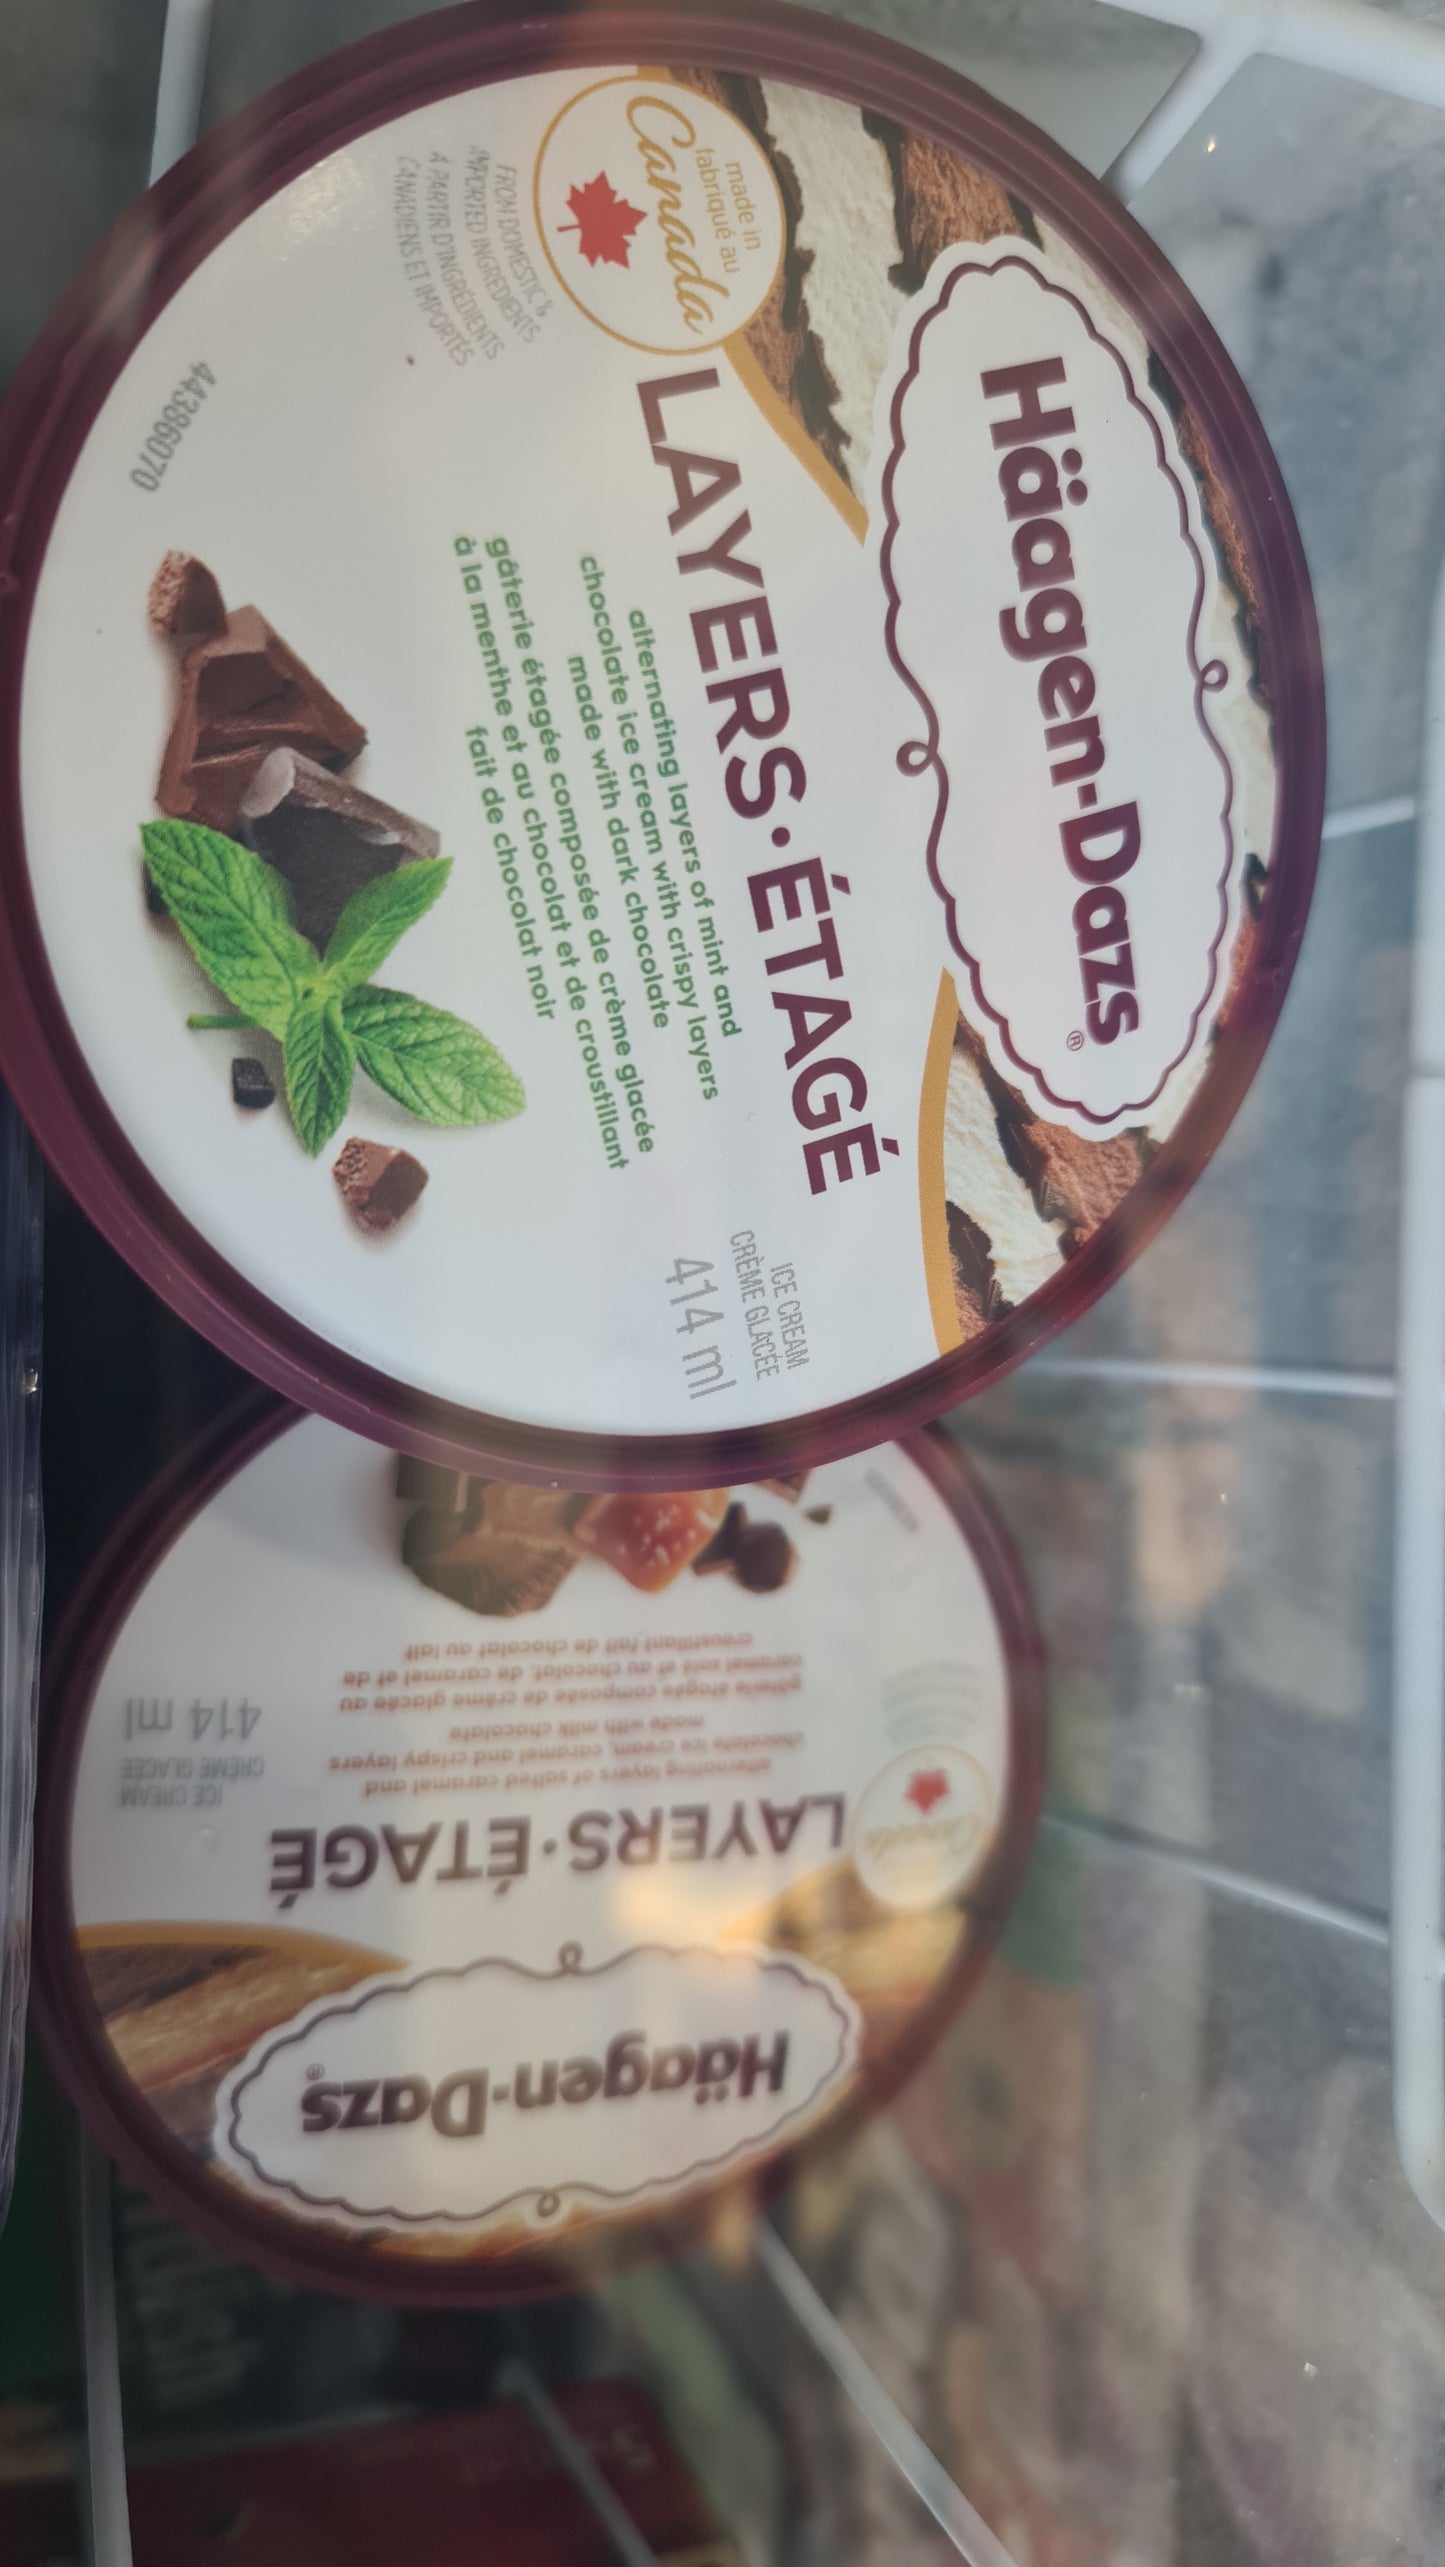 Häagen-Dazs®
made in
fabriqué au
Canada
FROM DOMESTIC &
IMPORTED INGREDIENTS
À PARTIR D'INGRÉDIENTS
CANADIENS ET IMPORTÉS
LAYERS·ÉTAGÉ
alternating layers of mint and
chocolate ice cream with crispy layers
made with dark chocolate
gâterie étagée composée de crème glacée
à la menthe et au chocolat et de croustillant
fait de chocolat noir
ICE CREAM
CRÈME GLACÉE
414 ml
44386070
Häagen-Dazs®
Canada
LAYERS·ÉTAGÉ
alternating layers of salted caramel and
chocolate ice cream, caramel and crispy layers
made with milk chocolate
gâterie étagée composée de crème glacée au
caramel salé et au chocolat, de caramel et de
croustillant fait de chocolat au lait
ICE CREAM
CRÈME GLACÉE
414 ml